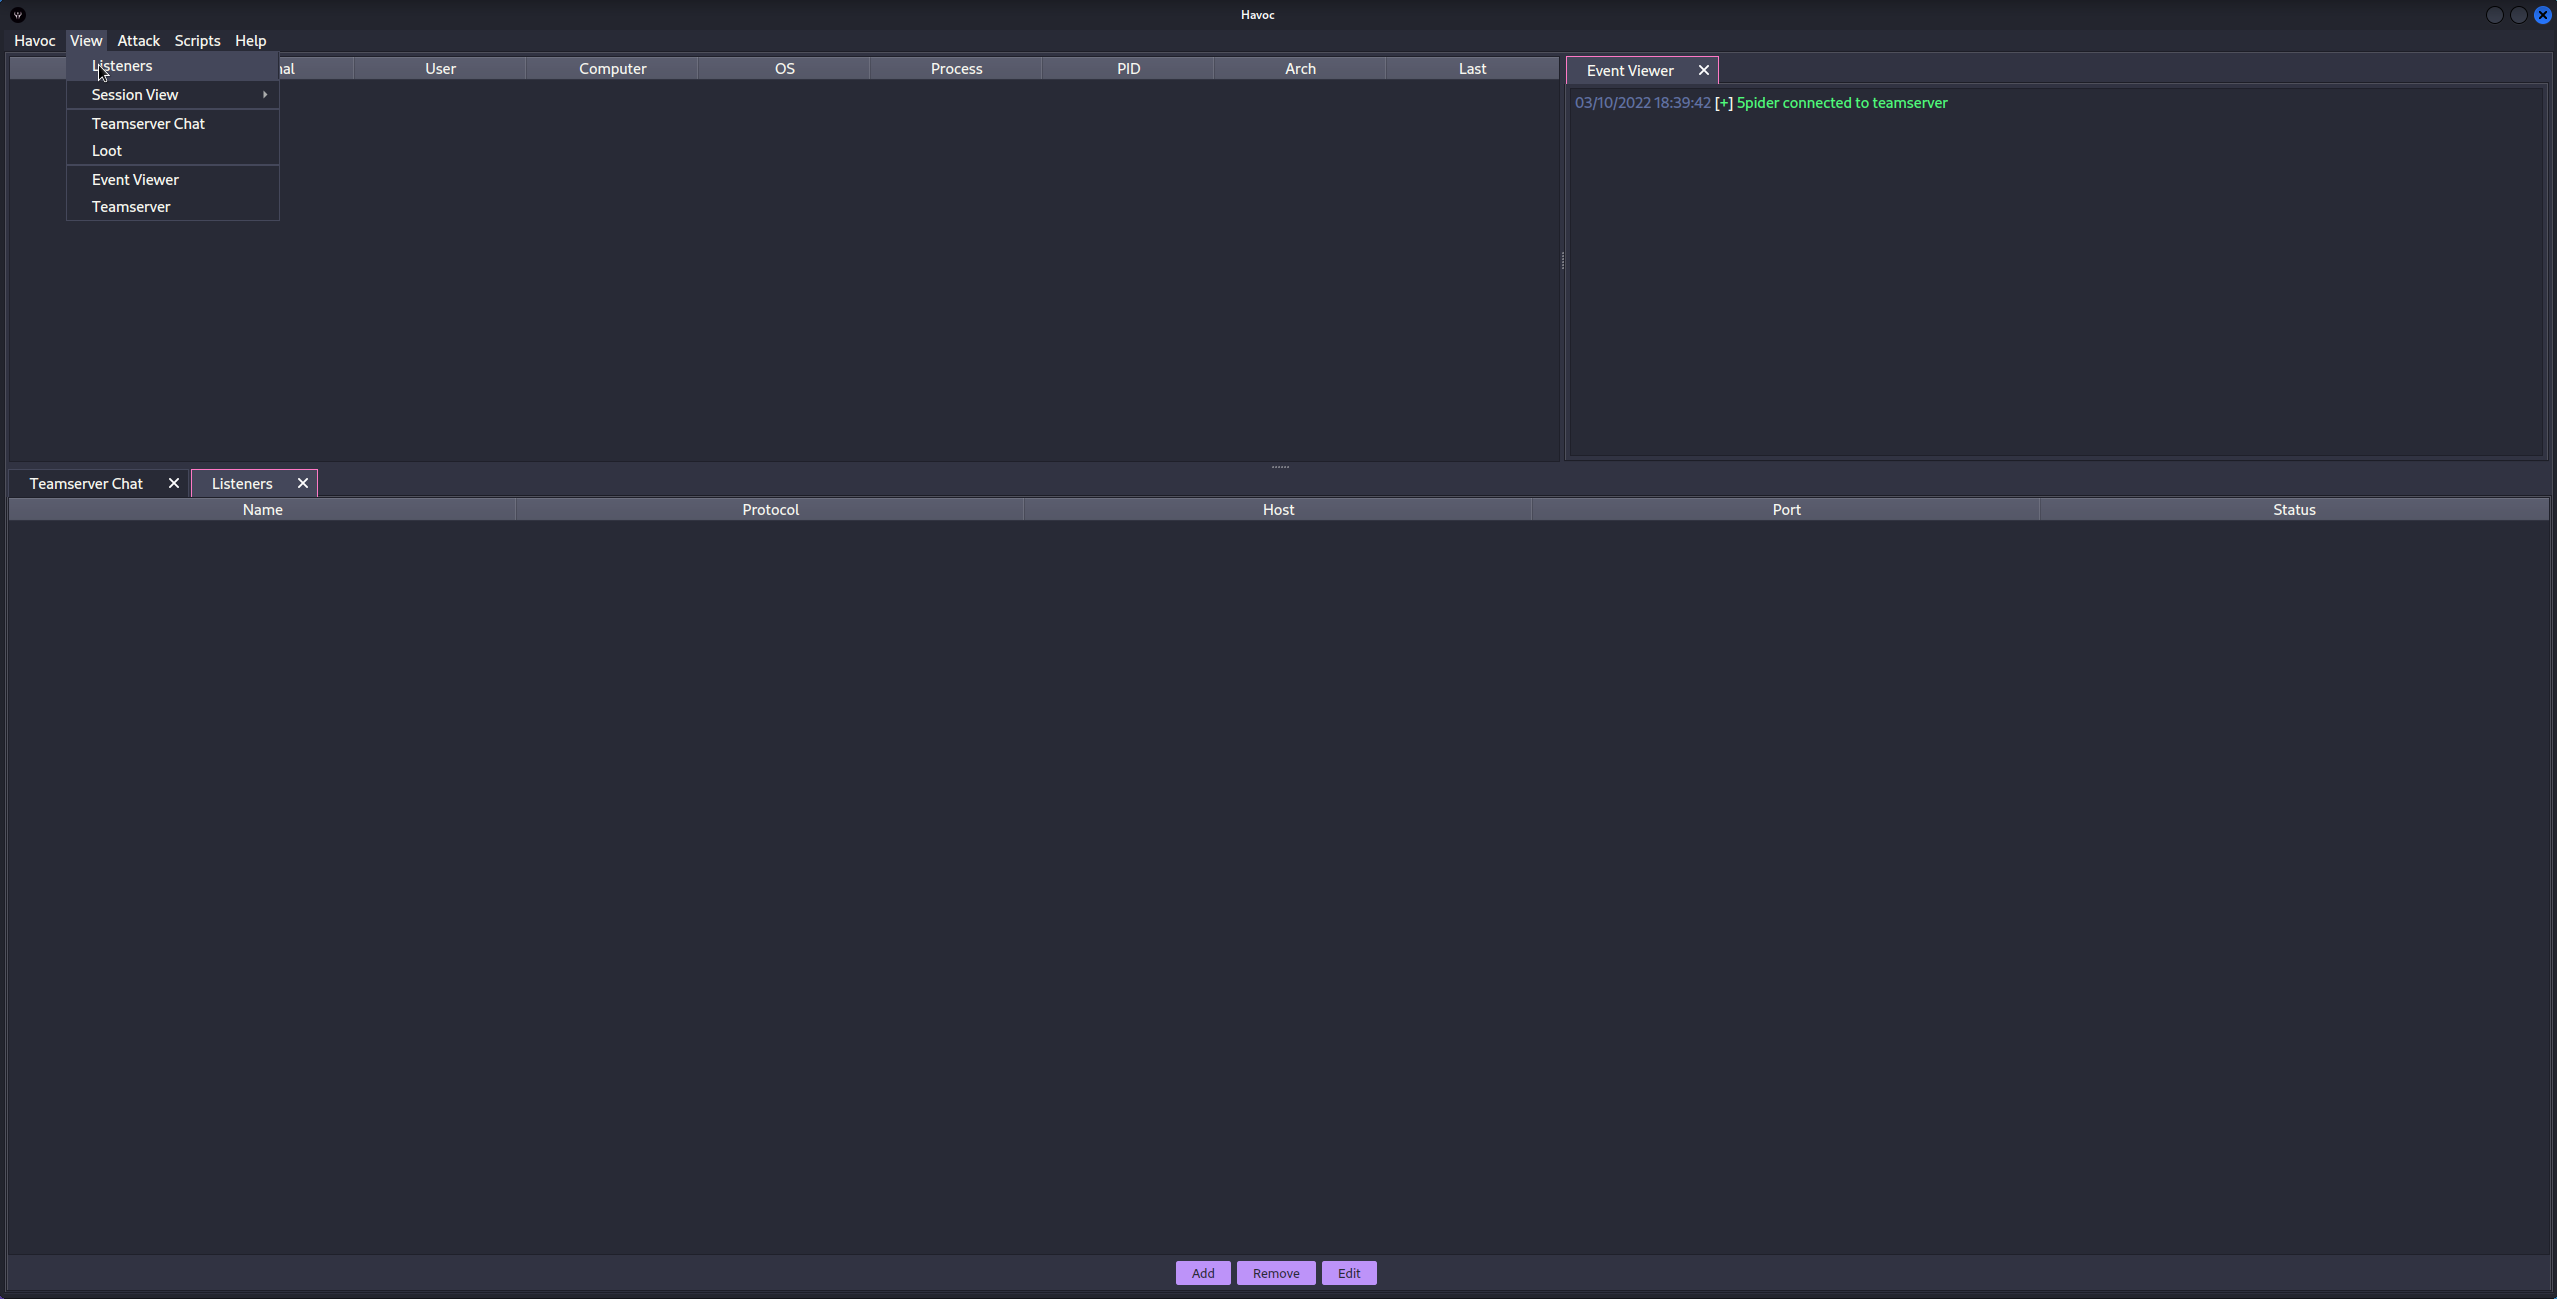 Havoc
Havoc View Attack Scripts Help
Listeners
Session View
Teamserver Chat
Loot
Event Viewer
Teamserver
User Computer OS Process PID Arch Last
Event Viewer
03/10/2022 18:39:42 [+] 5pider connected to teamserver
Teamserver Chat Listeners
Name Protocol Host Port Status
Add Remove Edit